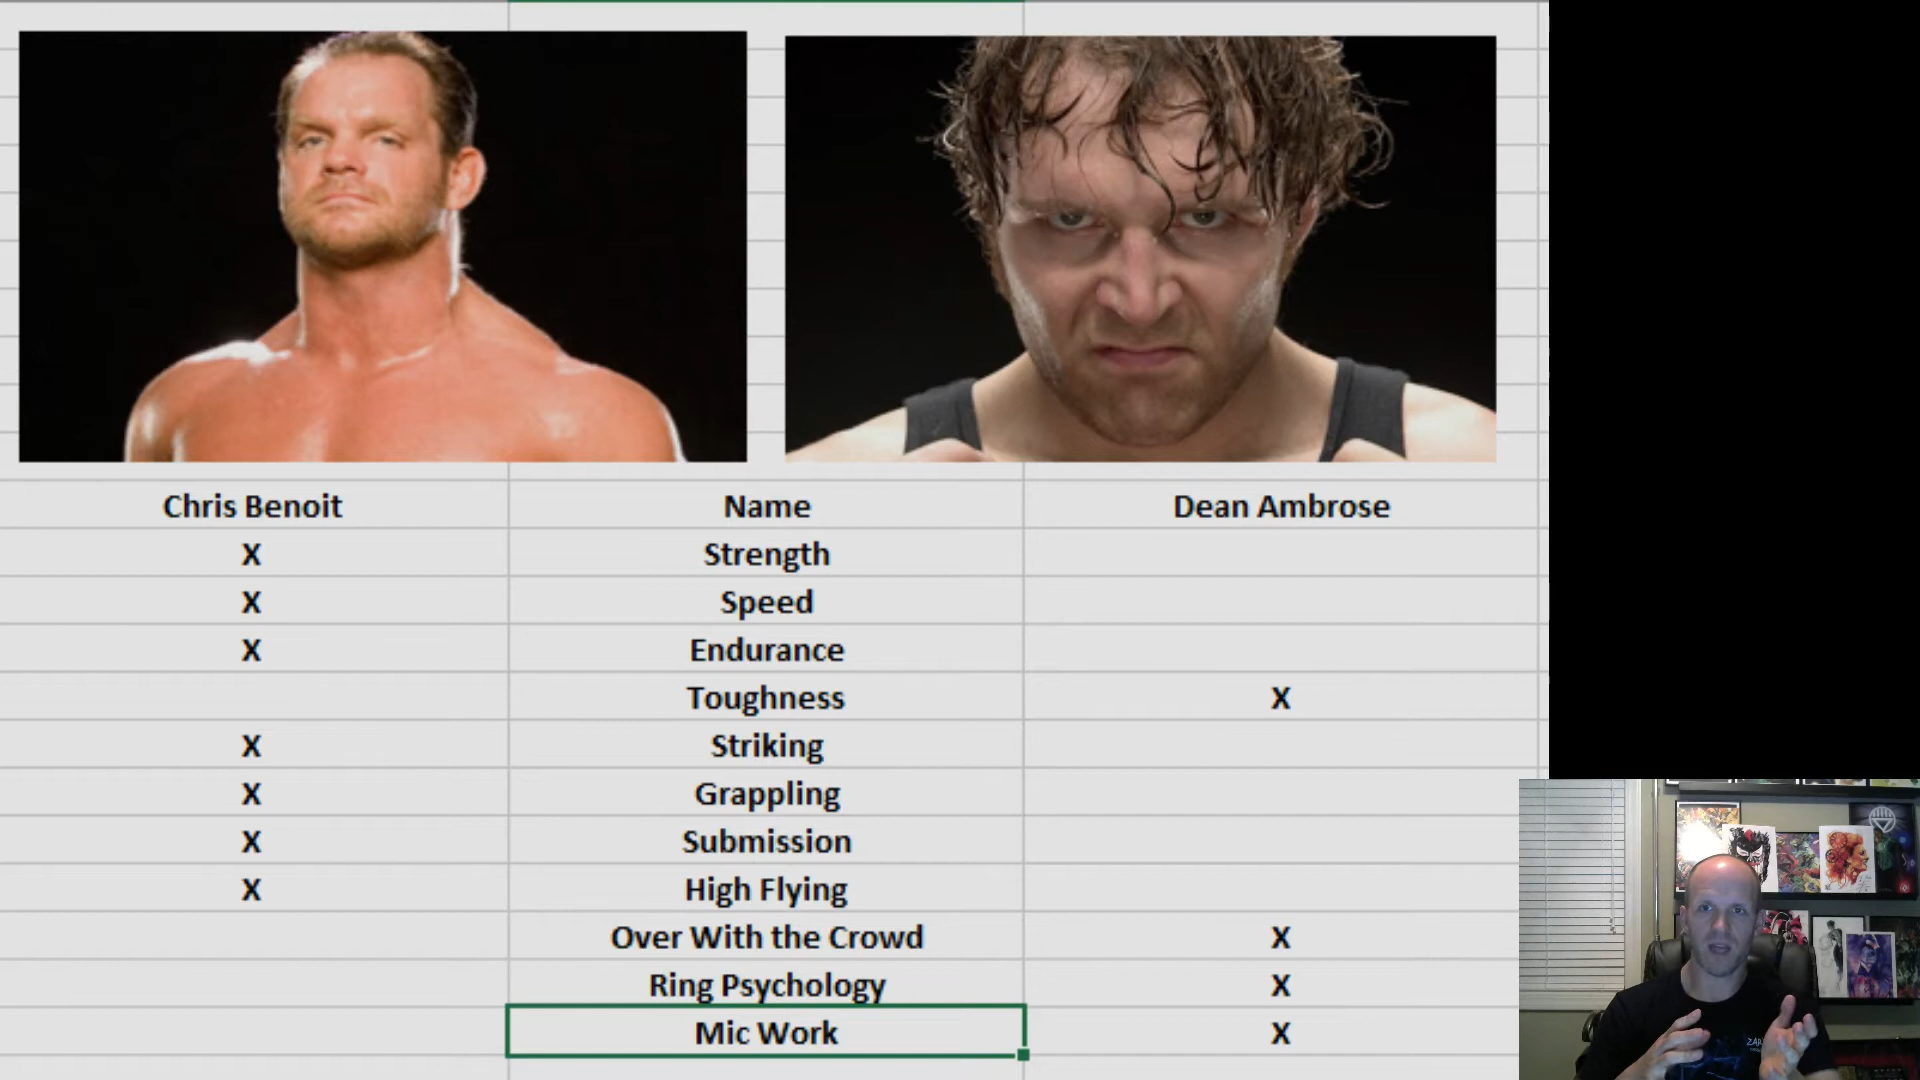 Chris Benoit Name Dean Ambrose
X Strength
X Speed
X Endurance
Toughness X
X Striking
X Grappling
X Submission
X High Flying
Over With the Crowd X
Ring Psychology X
Mic Work X